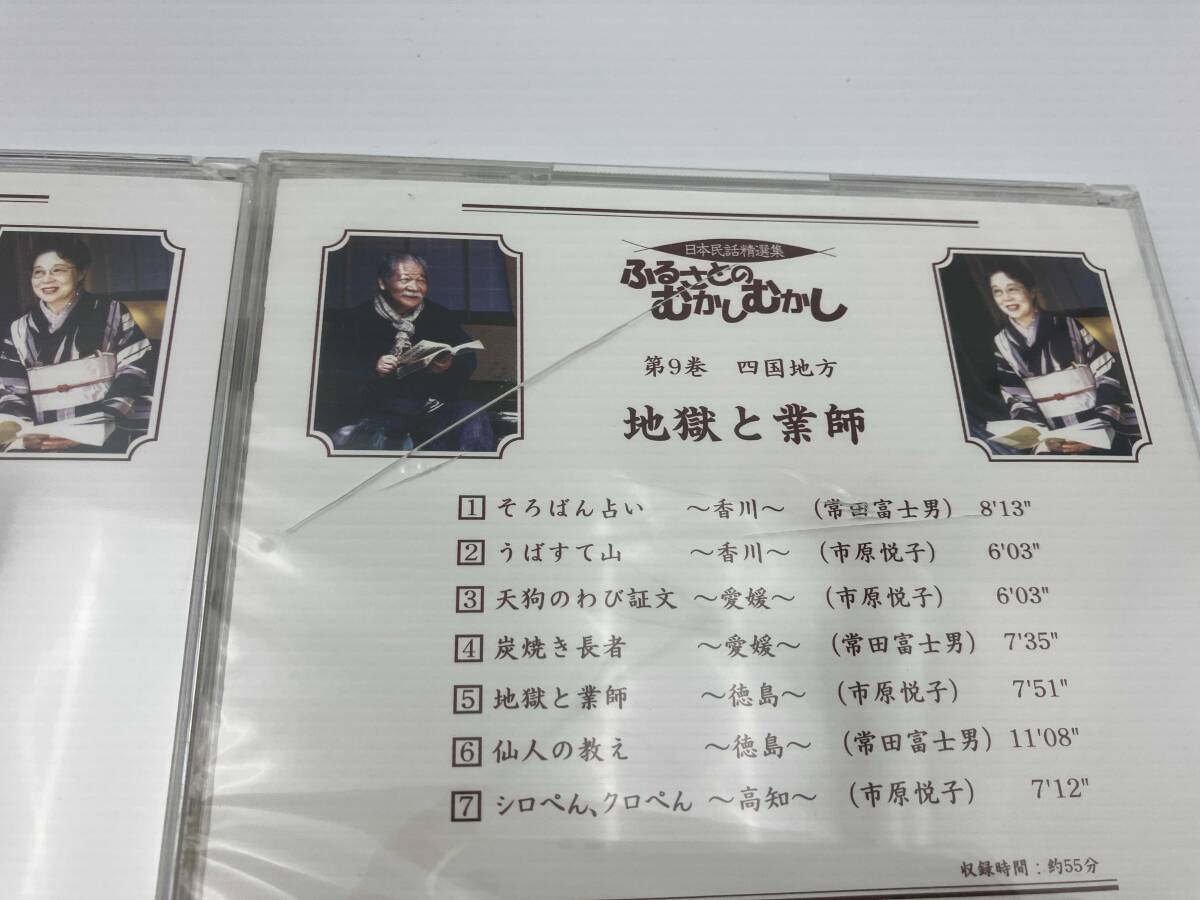 日本民話精選集
ふるさとの
むかしむかし
第9巻 四国地方
地獄と業師
1 そろばん占い ～香川～ (常田富士男) 8'13"
2 うばすて山 ～香川～ (市原悦子) 6'03"
3 天狗のわび証文 ～愛媛～ (市原悦子) 6'03"
4 炭焼き長者 ～愛媛～ (常田富士男) 7'35"
5 地獄と業師 ～徳島～ (市原悦子) 7'51"
6 仙人の教え ～徳島～ (常田富士男) 11'08"
7 シロぺん、クロぺん ～高知～ (市原悦子) 7'12"
収録時間：約55分